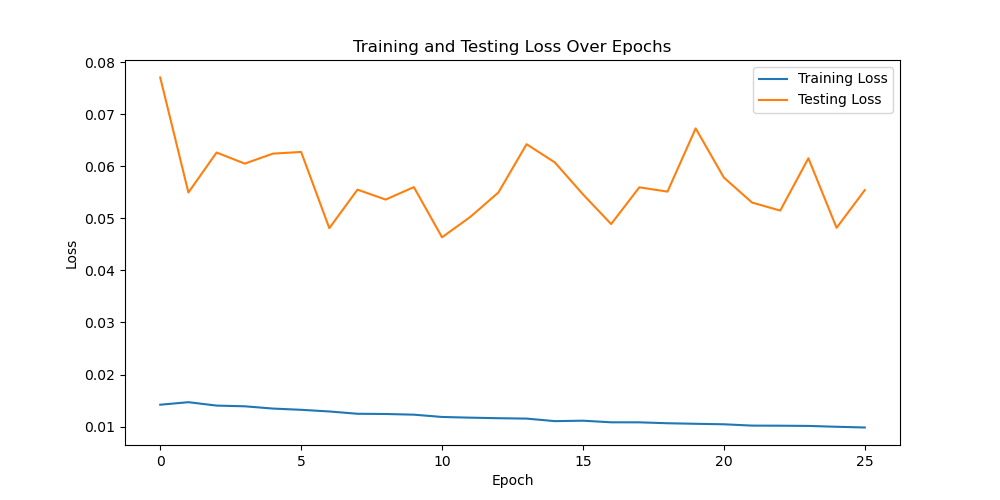 Training and Testing Loss Over Epochs
Training Loss
Testing Loss
0.08
0.07
0.06
0.05
0.04
0.03
0.02
0.01
Loss
0 5 10 15 20 25
Epoch